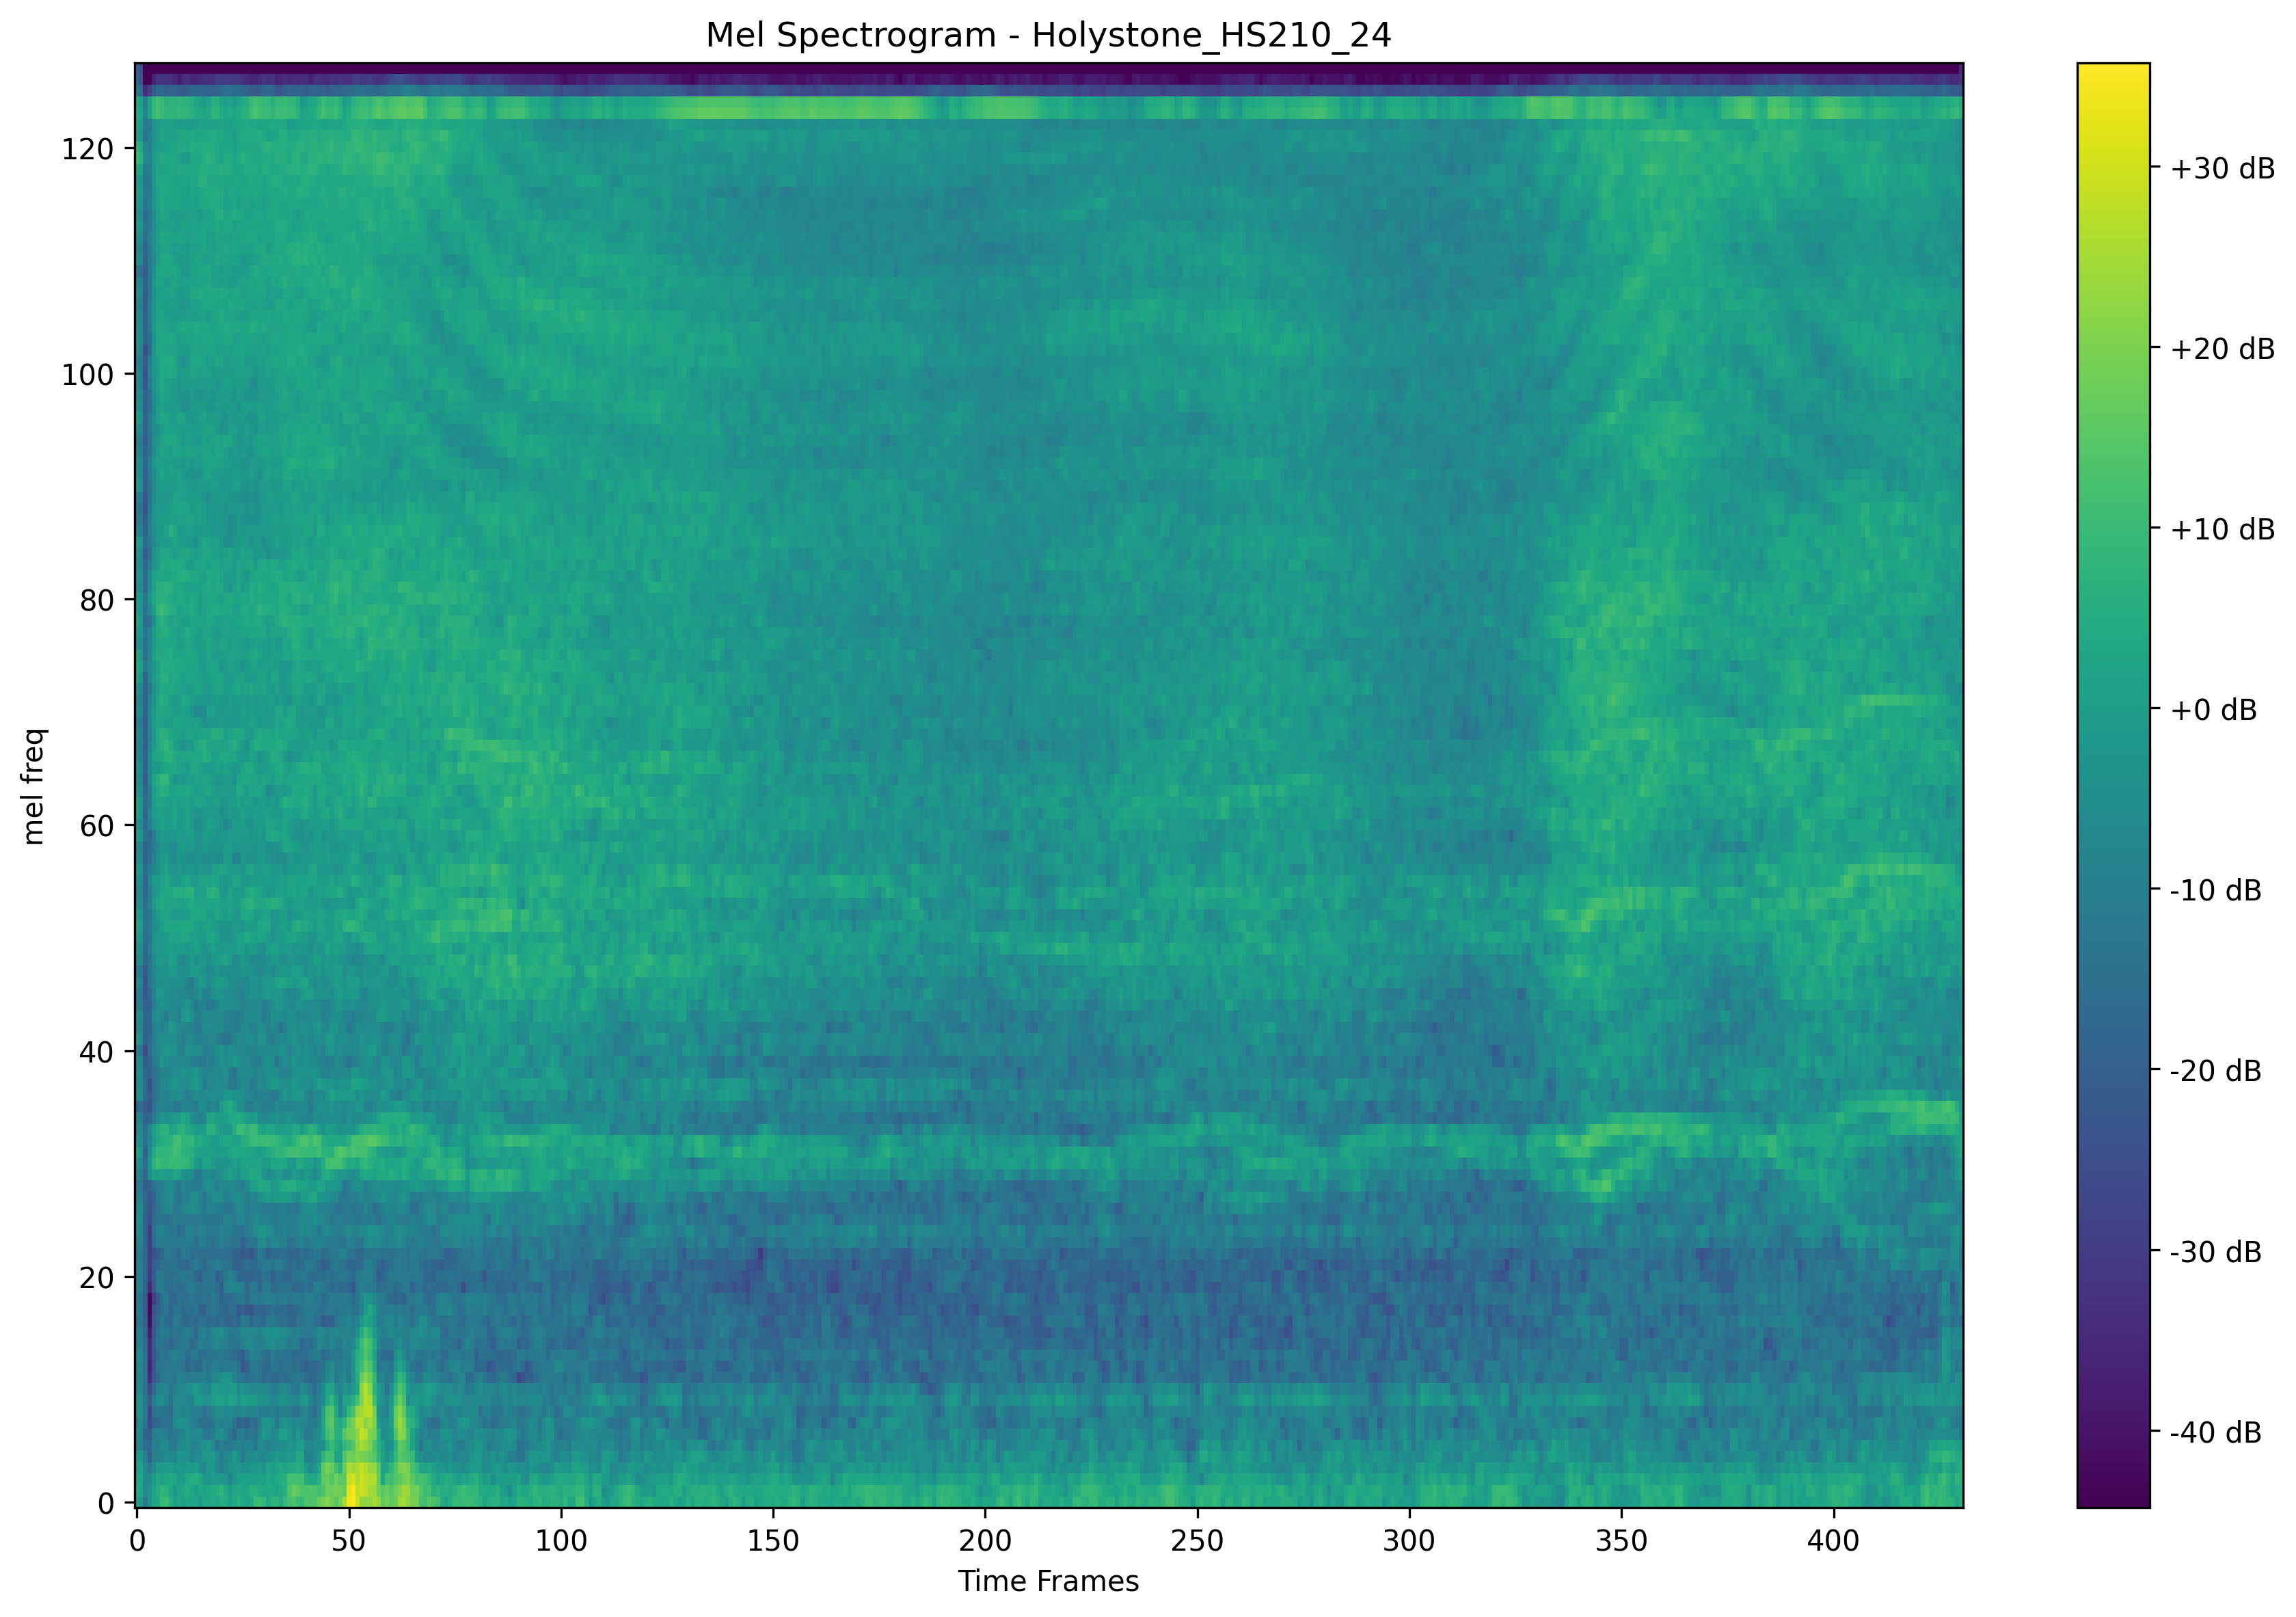 Mel Spectrogram - Holystone_HS210_24
120
100
80
60
40
20
0
mel freq
0 50 100 150 200 250 300 350 400
Time Frames
+30 dB
+20 dB
+10 dB
+0 dB
-10 dB
-20 dB
-30 dB
-40 dB